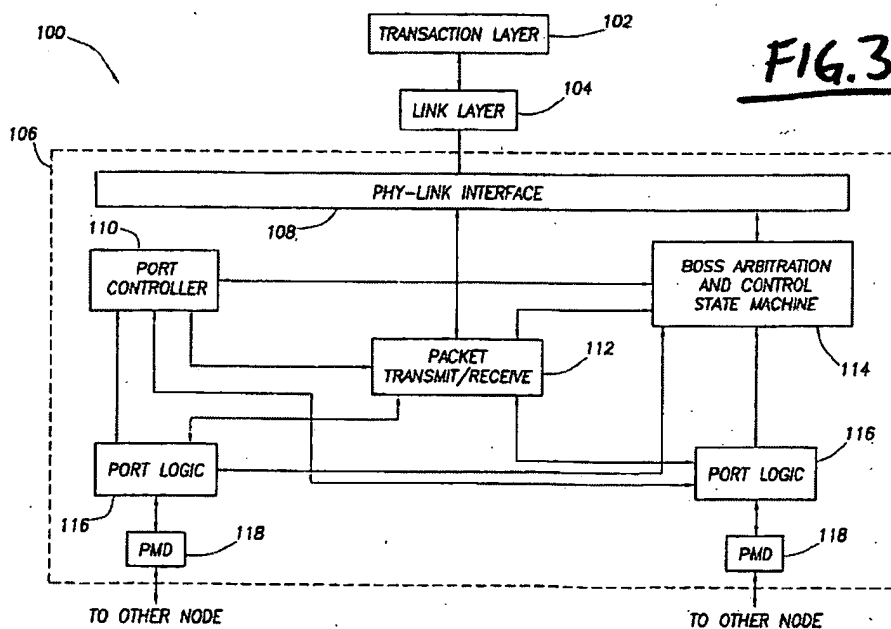 100
TRANSACTION LAYER
102
FIG. 3
LINK LAYER
104
106
PHY-LINK INTERFACE
108
110
PORT
CONTROLLER
BOSS ARBITRATION
AND CONTROL
STATE MACHINE
114
PACKET
TRANSMIT/RECEIVE
112
PORT LOGIC
116
PORT LOGIC
116
PMD
118
PMD
118
TO OTHER NODE
TO OTHER NODE